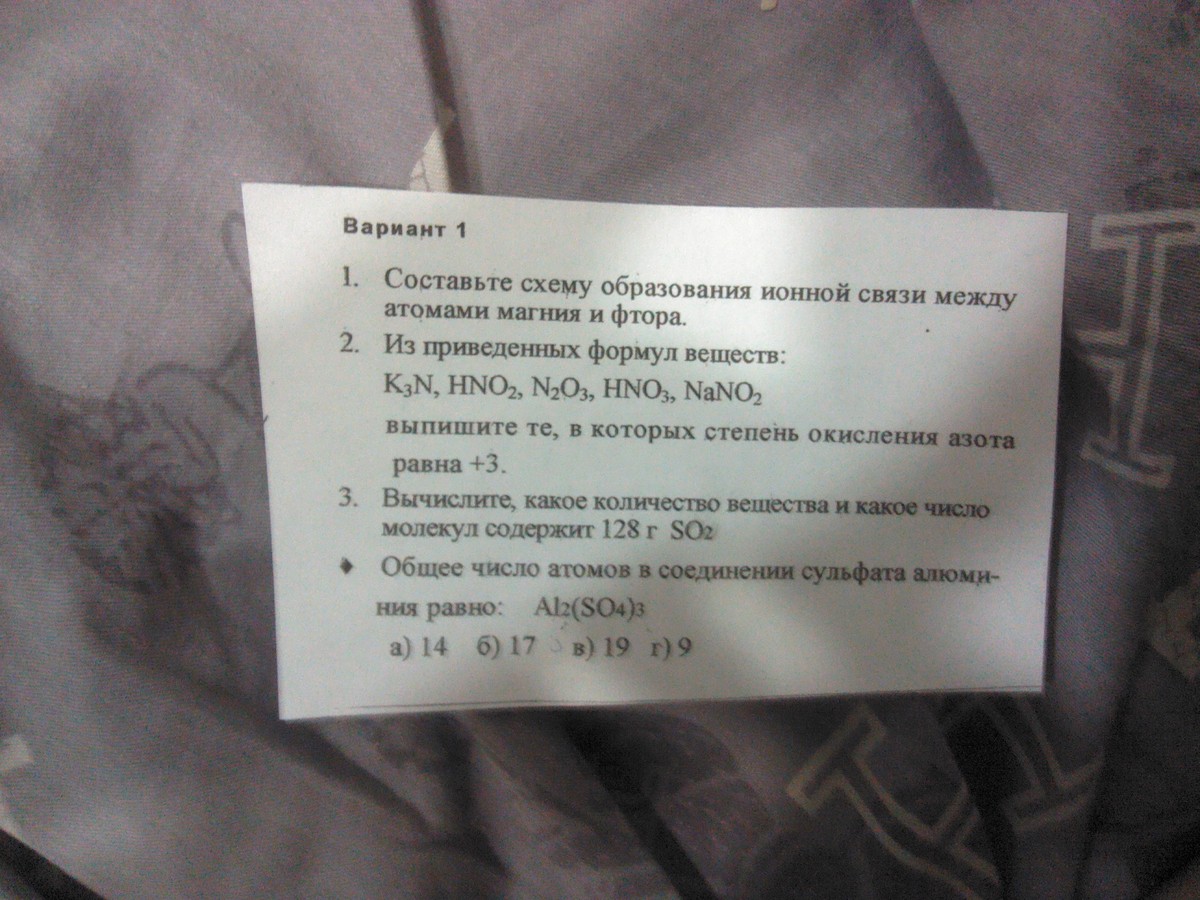 Вариант 1
1. Составьте схему образования ионной связи между
атомами магния и фтора.
2. Из приведенных формул веществ:
K₃N, HNO₂, N₂O₃, HNO₃, NaNO₂
выпишите те, в которых степень окисления азота
равна +3.
3. Вычислите, какое количество вещества и какое число
молекул содержит 128 г SO₂
♦ Общее число атомов в соединении сульфата алюми-
ния равно: Al₂(SO₄)₃
а) 14 б) 17 в) 19 г) 9